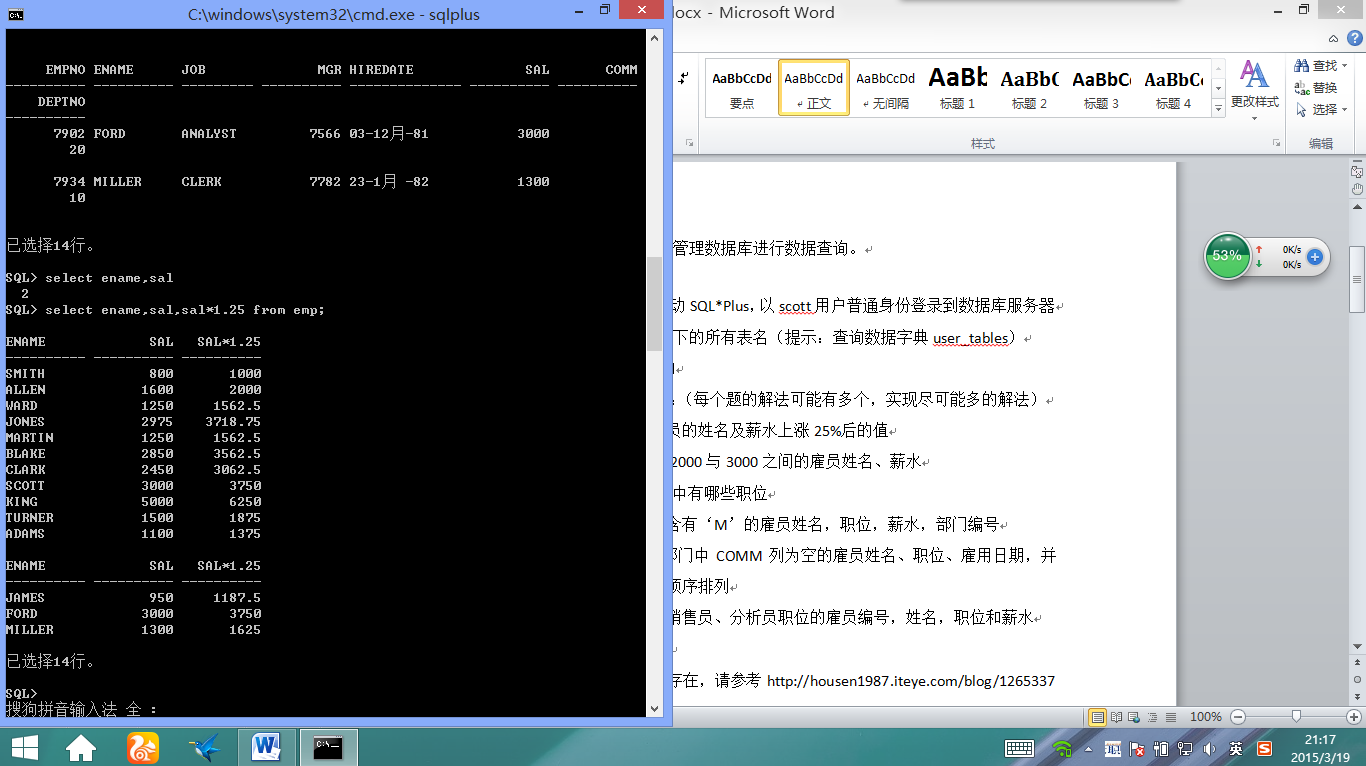 C:\windows\system32\cmd.exe - sqlplus
EMPNO ENAME JOB MGR HIREDATE SAL COMM
---------- ---------- --------- ---------- -------------- ---------- ----------
DEPTNO
----------
7902 FORD ANALYST 7566 03-12月-81 3000
20
7934 MILLER CLERK 7782 23-1月 -82 1300
10
已选择14行。
SQL> select ename,sal
2
SQL> select ename,sal,sal*1.25 from emp;
ENAME SAL SAL*1.25
---------- ---------- ----------
SMITH 800 1000
ALLEN 1600 2000
WARD 1250 1562.5
JONES 2975 3718.75
MARTIN 1250 1562.5
BLAKE 2850 3562.5
CLARK 2450 3062.5
SCOTT 3000 3750
KING 5000 6250
TURNER 1500 1875
ADAMS 1100 1375
ENAME SAL SAL*1.25
---------- ---------- ----------
JAMES 950 1187.5
FORD 3000 3750
MILLER 1300 1625
已选择14行。
SQL>
搜狗拼音输入法 全 :
ocx - Microsoft Word
AaBbCcDd AaBbCcDd AaBbCcDd AaBb AaBbC AaBbC AaBbC
要点 正文 无间隔 标题 1 标题 2 标题 3 标题 4
更改样式
查找
替换
选择
样式
编辑
管理数据库进行数据查询。
动 SQL*Plus，以 scott 用户普通身份登录到数据库服务器
下的所有表名（提示：查询数据字典 user_tables）
（每个题的解法可能有多个，实现尽可能多的解法）
员的姓名及薪水上涨 25%后的值
2000 与 3000 之间的雇员姓名、薪水
中有哪些职位
含有‘M’的雇员姓名，职位，薪水，部门编号
部门中 COMM 列为空的雇员姓名、职位、雇用日期，并
顺序排列
销售员、分析员职位的雇员编号，姓名，职位和薪水
存在，请参考 http://housen1987.iteye.com/blog/1265337
53%
0K/s
0K/s
100%
英
21:17
2015/3/19